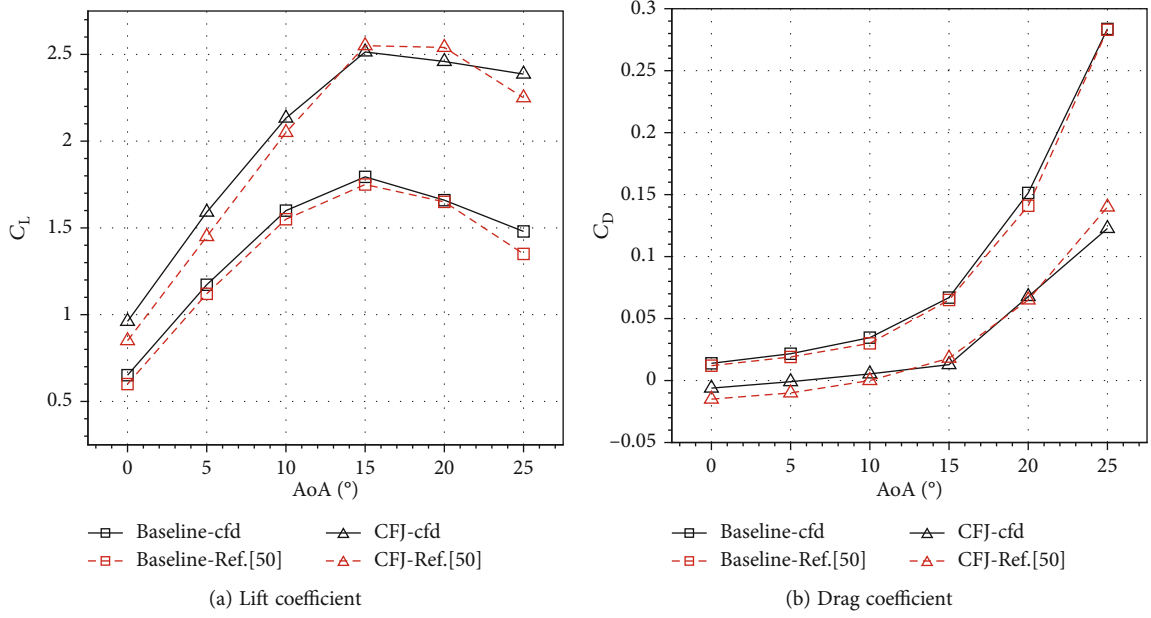 2.5
2
1.5
1
0.5
C_L
0 5 10 15 20 25
AoA (°)
Baseline-cfd
CFJ-cfd
Baseline-Ref.[50]
CFJ-Ref.[50]
(a) Lift coefficient
0.3
0.25
0.2
0.15
0.1
0.05
0
−0.05
C_D
0 5 10 15 20 25
AoA (°)
Baseline-cfd
CFJ-cfd
Baseline-Ref.[50]
CFJ-Ref.[50]
(b) Drag coefficient